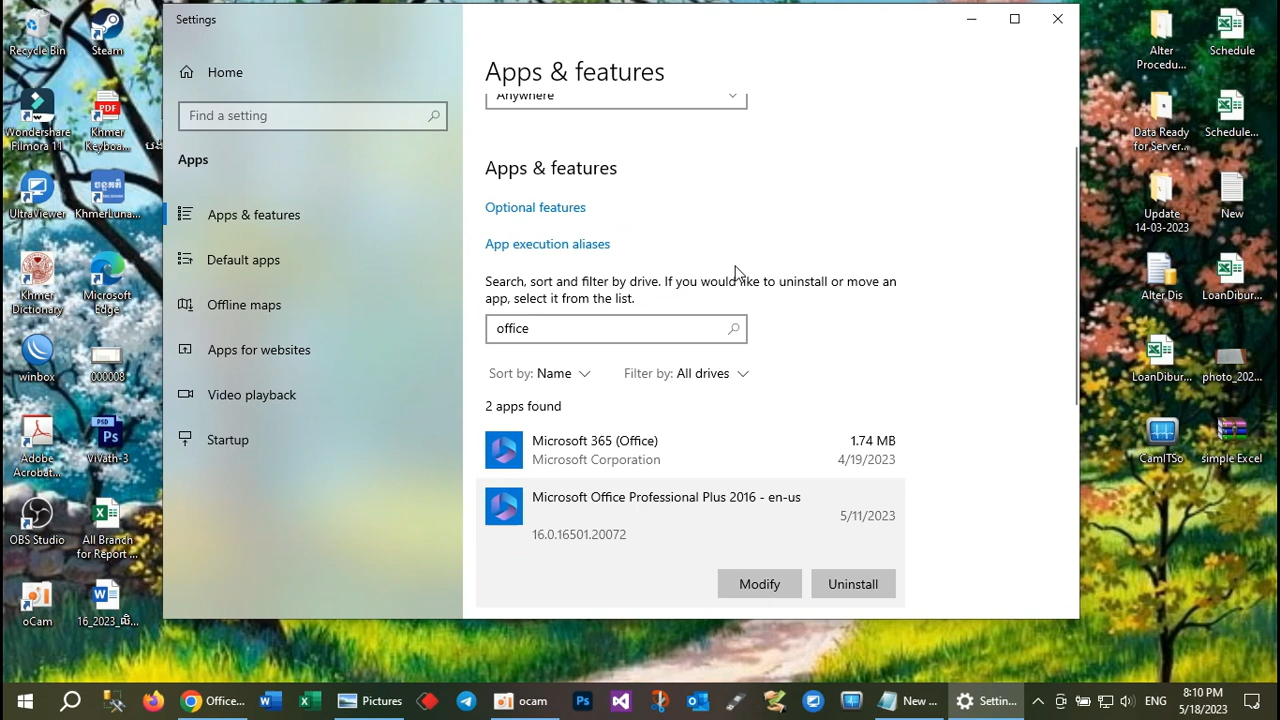 Recycle Bin
Steam
Wondershare
Filmora 11
Khmer
Keyboa...
UltraViewer
KhmerLuna...
Khmer
Dictionary
Microsoft
Edge
winbox
000008
Adobe
Acrobat...
ViVath-3
OBS Studio
All Branch
for Report ...
oCam
Settings
Home
Find a setting
Apps
Apps & features
Default apps
Offline maps
Apps for websites
Video playback
Startup
Apps & features
Anywhere
Apps & features
Optional features
App execution aliases
Search, sort and filter by drive. If you would like to uninstall or move an
app, select it from the list.
office
Sort by: Name
Filter by: All drives
2 apps found
Microsoft 365 (Office)
1.74 MB
Microsoft Corporation
4/19/2023
Microsoft Office Professional Plus 2016 - en-us
5/11/2023
16.0.16501.20072
Modify
Uninstall
Alter
Procedu...
Schedule
Data Ready
for Server...
Schedule...
Update
14-03-2023
New
Alter Dis
LoanDibur...
LoanDibur...
photo_202...
CamITSo
simple Excel
Office...
Pictures
ocam
New ...
Settin...
ENG
8:10 PM
5/18/2023